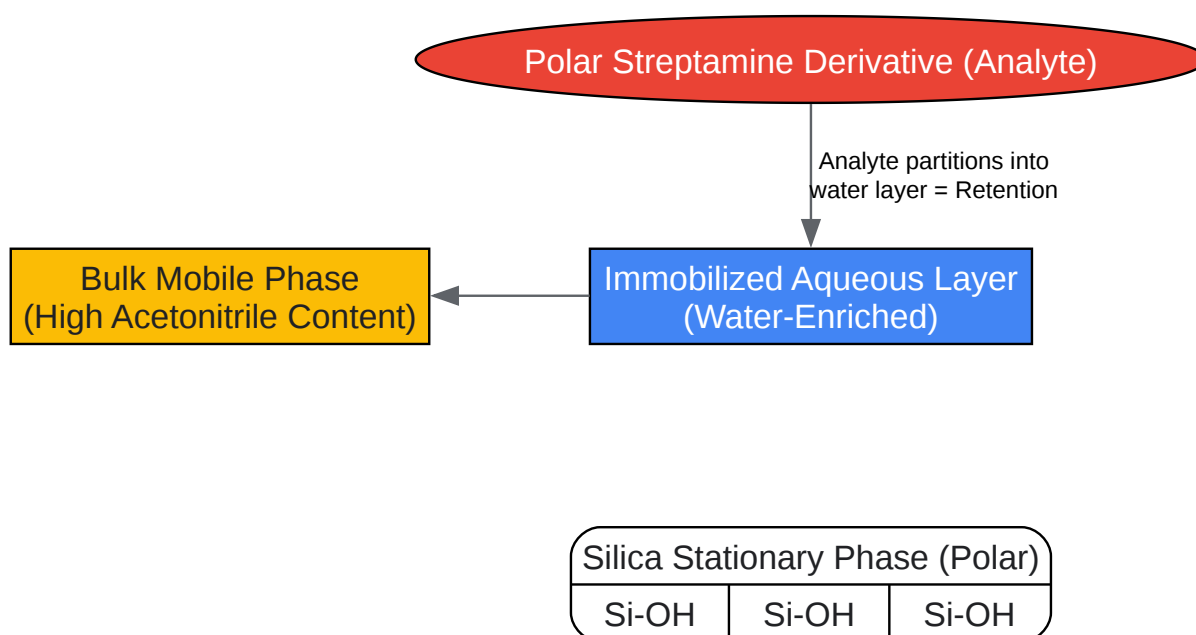 Polar Streptamine Derivative (Analyte)
Analyte partitions into
water layer = Retention
Bulk Mobile Phase
(High Acetonitrile Content)
Immobilized Aqueous Layer
(Water-Enriched)
Silica Stationary Phase (Polar)
Si-OH Si-OH Si-OH